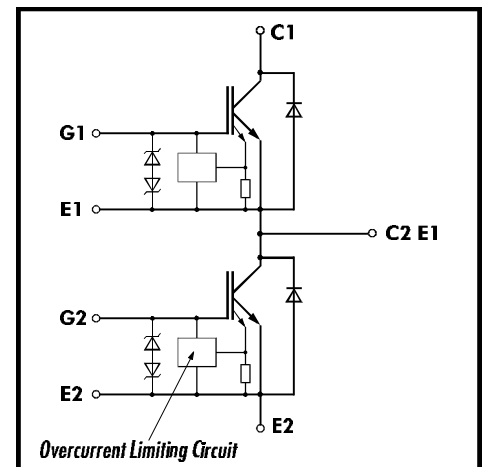 C1
G1
E1
C2 E1
G2
E2
E2
Overcurrent Limiting Circuit